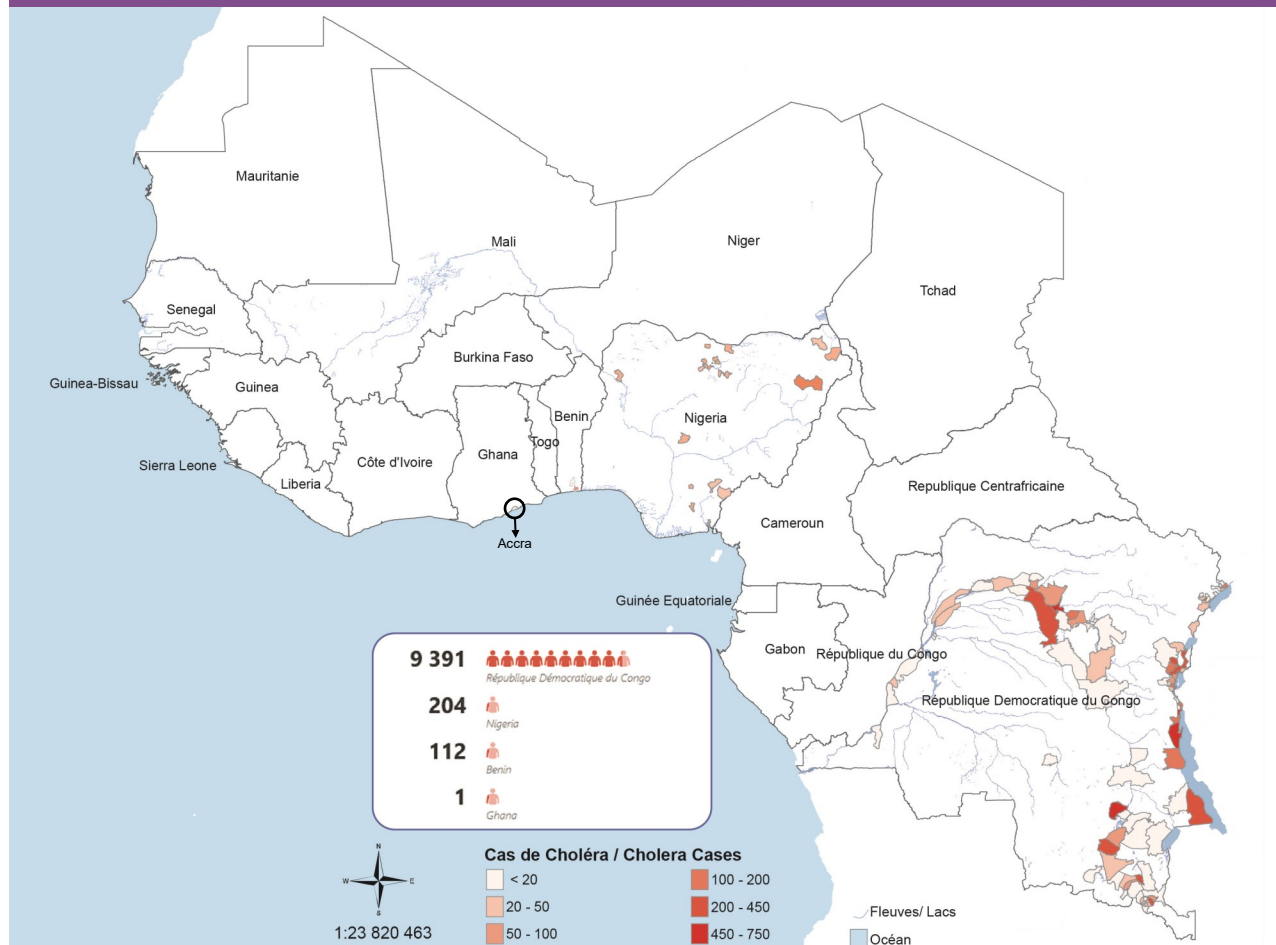 Mauritanie
Mali
Niger
Tchad
Senegal
Burkina Faso
Guinea-Bissau
Guinea
Benin
Nigeria
Togo
Ghana
Côte d'Ivoire
Sierra Leone
Liberia
Republique Centrafricaine
Cameroun
Accra
Guinée Equatoriale
Gabon
République du Congo
République Democratique du Congo
9 391
République Démocratique du Congo
204
Nigeria
112
Benin
1
Ghana
N
W E
S
1:23 820 463
Cas de Choléra / Cholera Cases
< 20
20 - 50
50 - 100
100 - 200
200 - 450
450 - 750
Fleuves/ Lacs
Océan